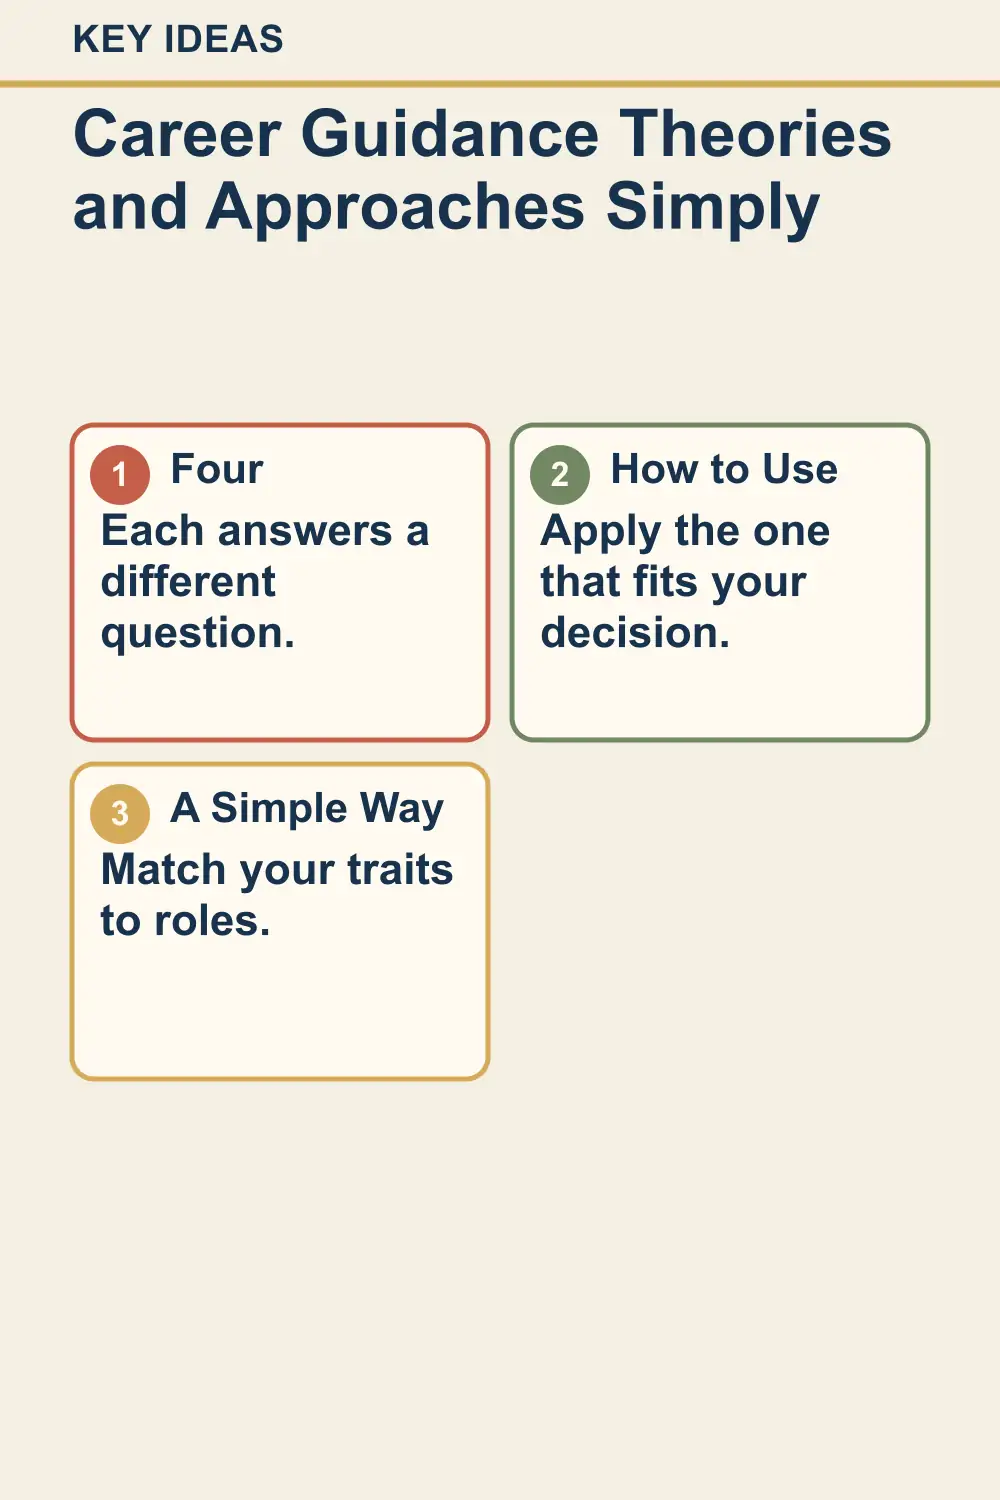 KEY IDEAS
Career Guidance Theories
and Approaches Simply
1 Four
Each answers a
different
question.
2 How to Use
Apply the one
that fits your
decision.
3 A Simple Way
Match your traits
to roles.